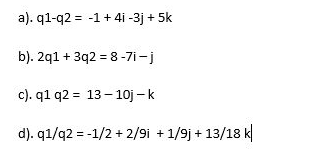 a). q1-q2 = -1 + 4i -3j + 5k
b). 2q1 + 3q2 = 8 -7i – j
c). q1 q2 = 13 – 10j – k
d). q1/q2 = -1/2 + 2/9i + 1/9j + 13/18 k